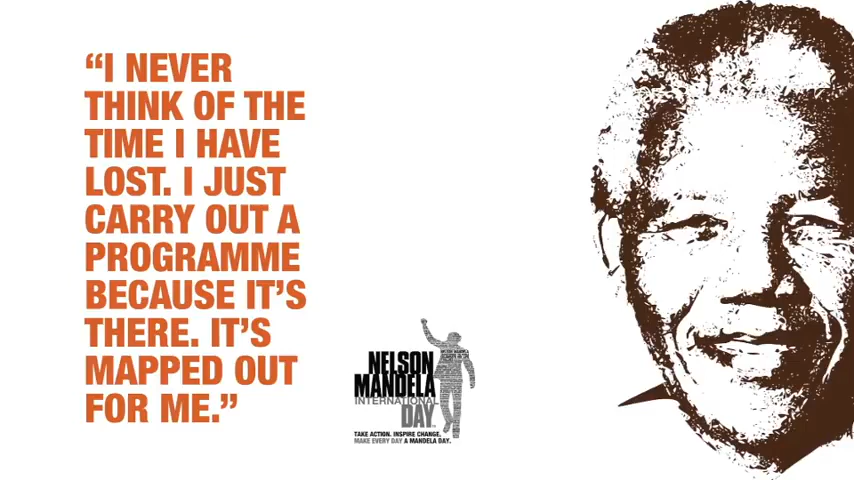 “I NEVER
THINK OF THE
TIME I HAVE
LOST. I JUST
CARRY OUT A
PROGRAMME
BECAUSE IT’S
THERE. IT’S
MAPPED OUT
FOR ME.”
NELSON
MANDELA
INTERNATIONAL
DAY
TAKE ACTION. INSPIRE CHANGE.
MAKE EVERY DAY A MANDELA DAY.